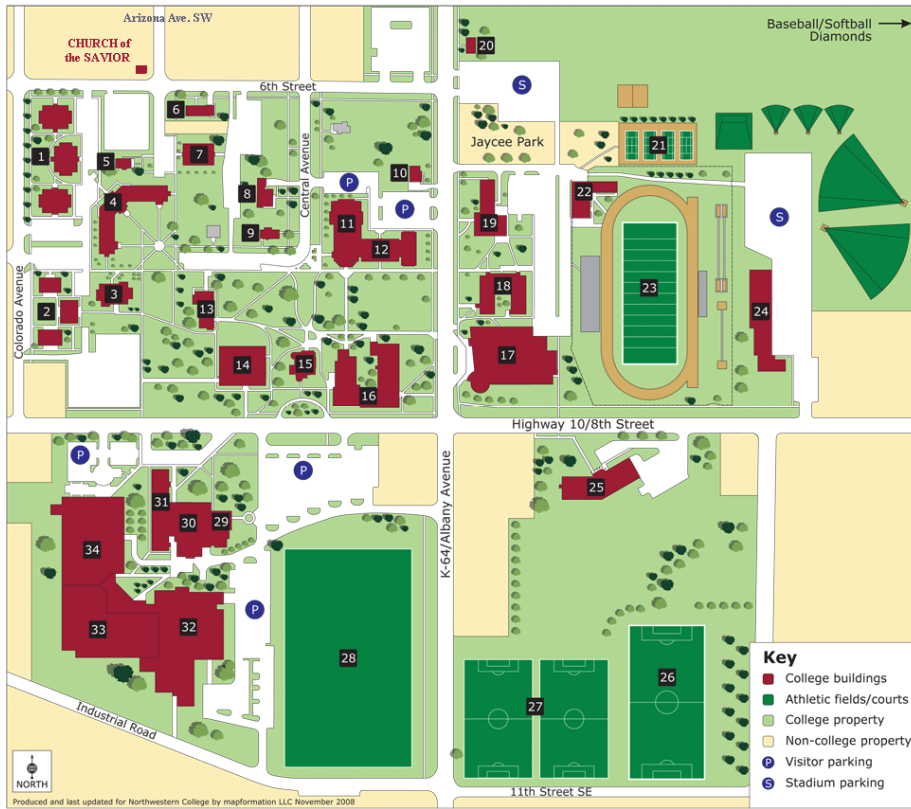 Arizona Ave. SW
Baseball/Softball
Diamonds
CHURCH of
the SAVIOR
20
6th Street
S
6
Jaycee Park
21
1
5
7
Central Avenue
P
10
4
8
22
P
11
19
S
9
12
Colorado Avenue
3
2
13
18
23
24
14
15
17
16
Highway 10/8th Street
P
P
K-64/Albany Avenue
25
31
30
29
34
P
33
32
28
26
27
Industrial Road
Key
College buildings
Athletic fields/courts
College property
Non-college property
P Visitor parking
S Stadium parking
NORTH
11th Street SE
Produced and last updated for Northwestern College by mapformation LLC November 2008